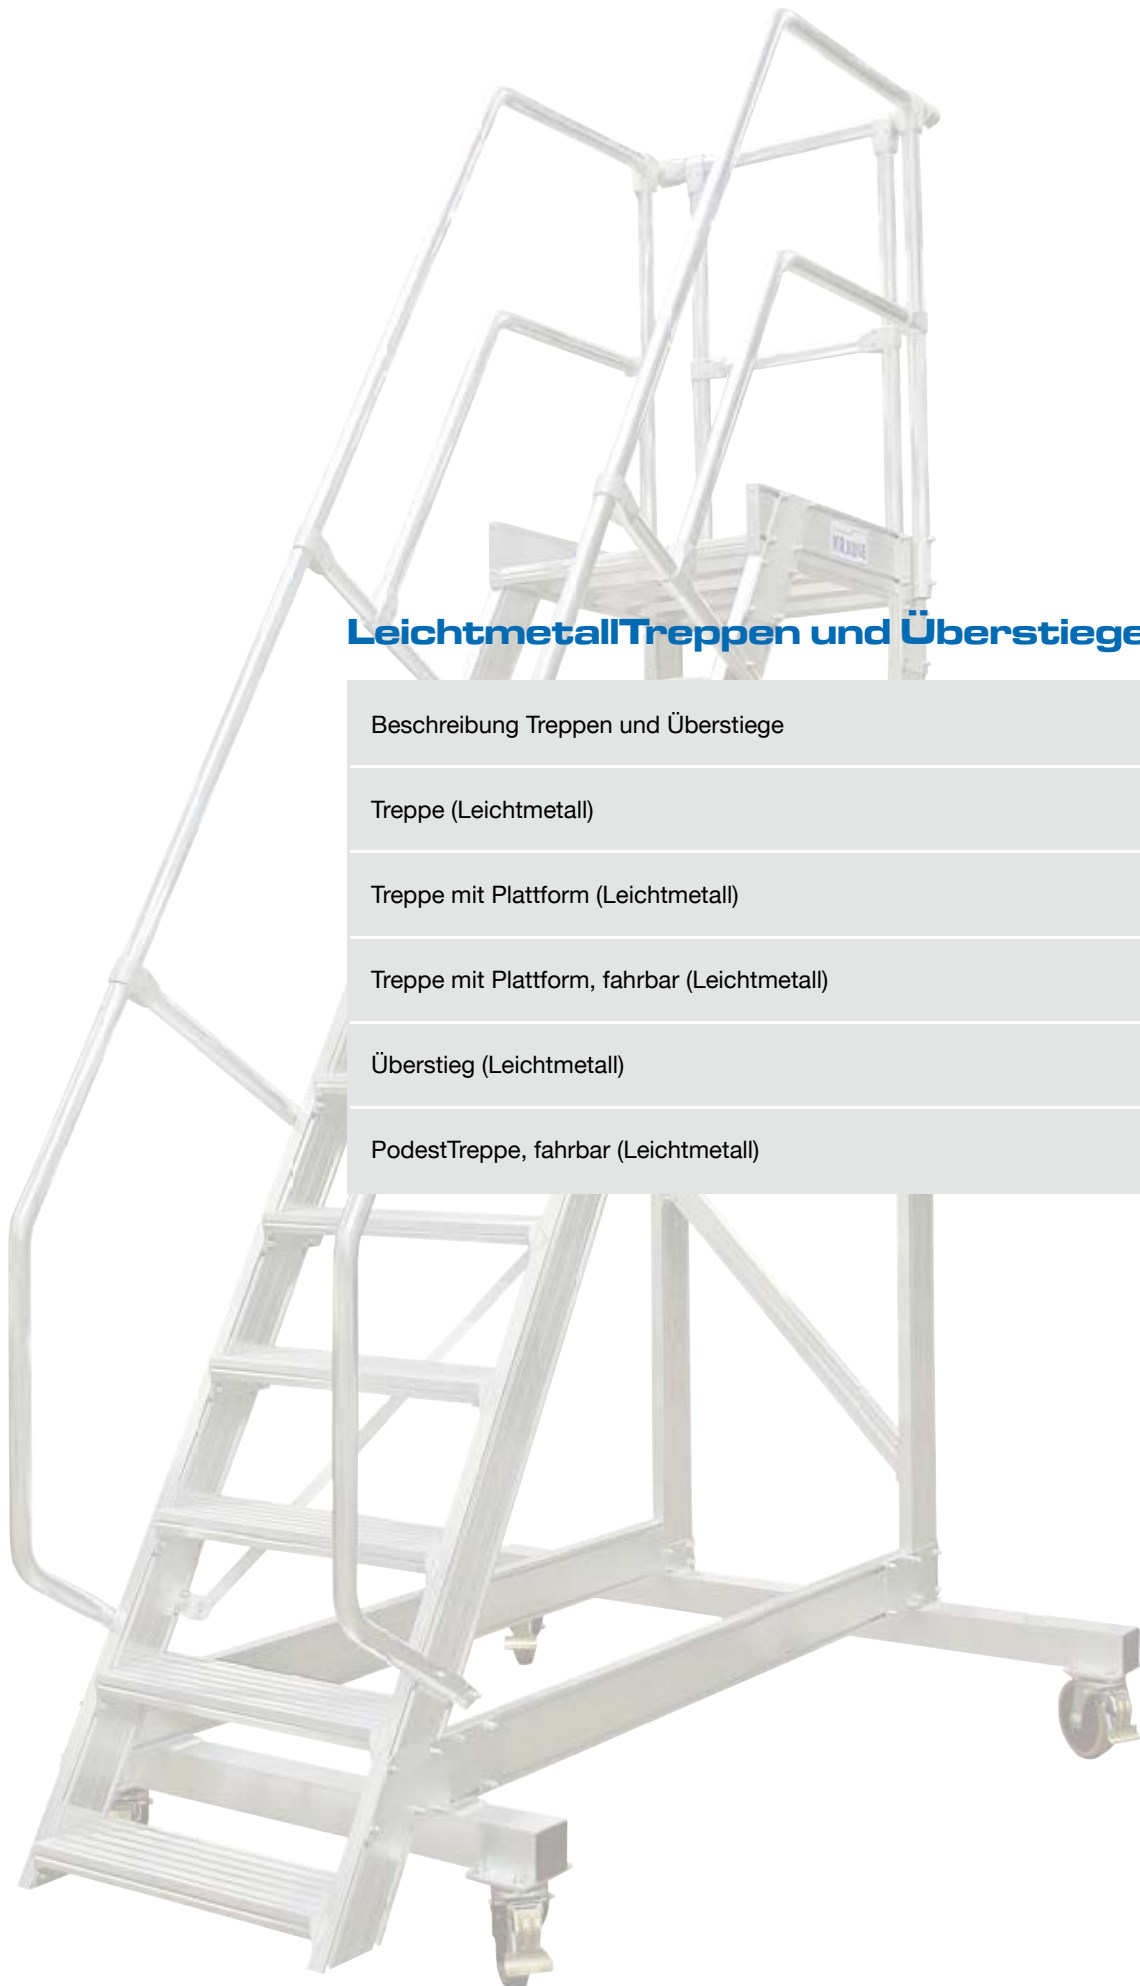 KRAUSE
LeichtmetallTreppen und Überstiege
Beschreibung Treppen und Überstiege
Treppe (Leichtmetall)
Treppe mit Plattform (Leichtmetall)
Treppe mit Plattform, fahrbar (Leichtmetall)
Überstieg (Leichtmetall)
PodestTreppe, fahrbar (Leichtmetall)